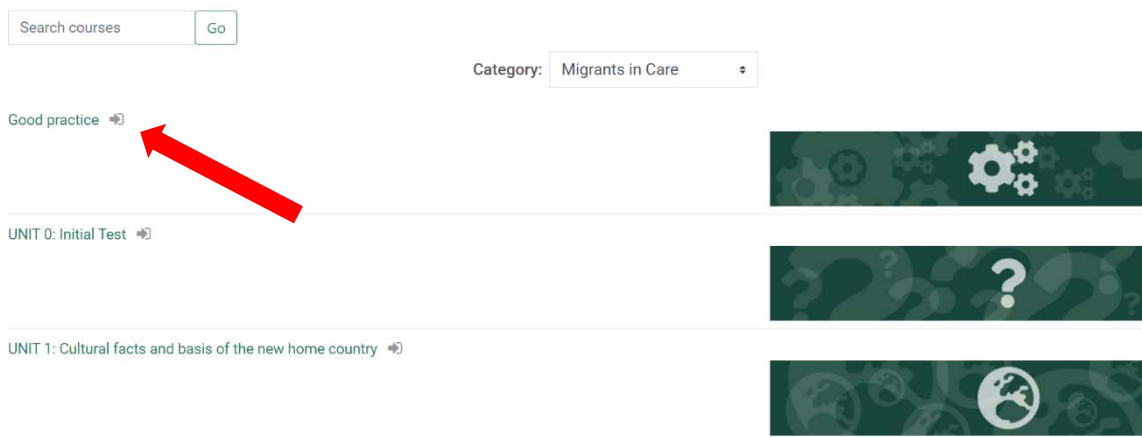 Search courses Go
Category: Migrants in Care
Good practice
UNIT 0: Initial Test
UNIT 1: Cultural facts and basis of the new home country